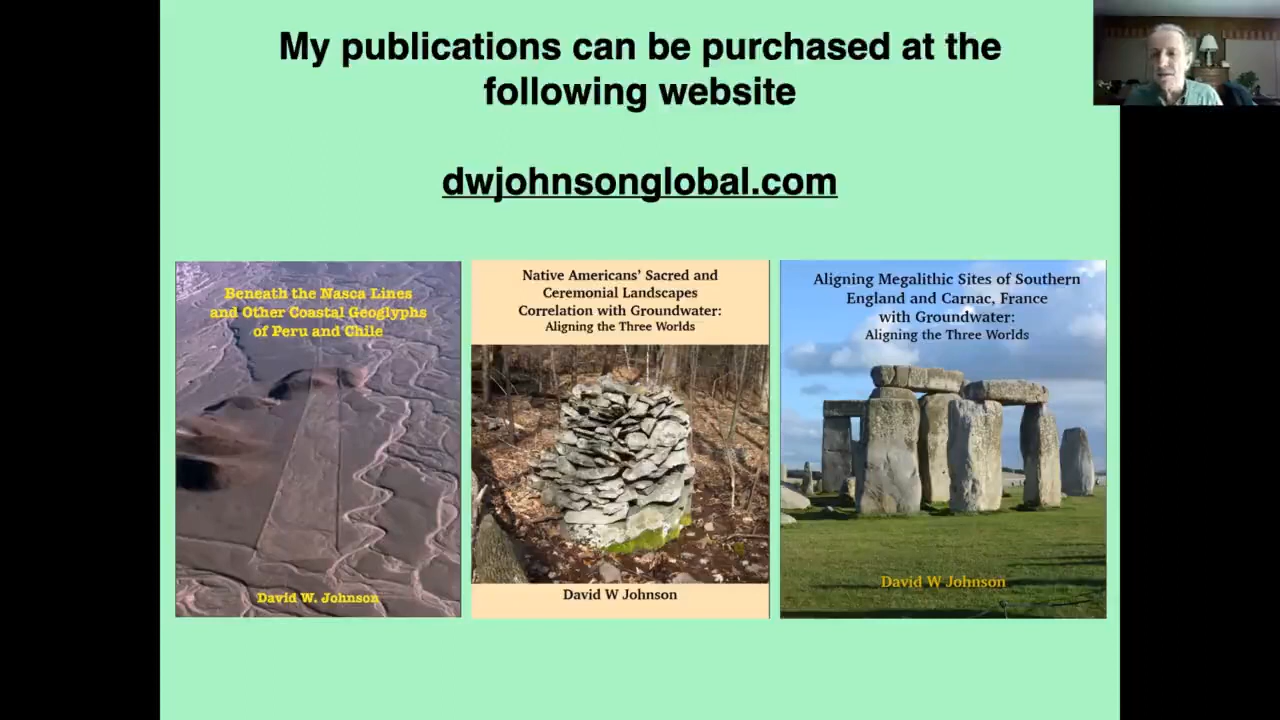 My publications can be purchased at the
following website
dwjohnsonglobal.com
Beneath the Nasca Lines
and Other Coastal Geoglyphs
of Peru and Chile
David W. Johnson
Native Americans’ Sacred and
Ceremonial Landscapes
Correlation with Groundwater:
Aligning the Three Worlds
David W Johnson
Aligning Megalithic Sites of Southern
England and Carnac, France
with Groundwater:
Aligning the Three Worlds
David W Johnson